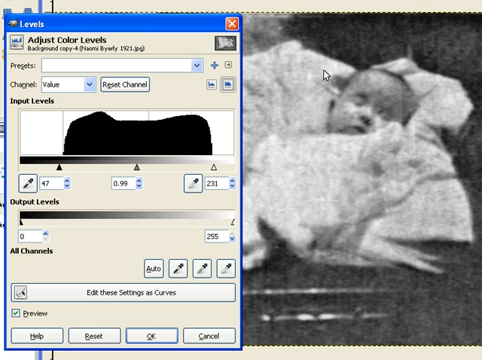 Levels
Adjust Color Levels
Background copy-4 (Naomi Byerly 1921.jpg)
Presets:
Channel: Value Reset Channel
Input Levels
47 0.99 231
Output Levels
0 255
All Channels
Auto
Edit these Settings as Curves
Preview
Help Reset OK Cancel